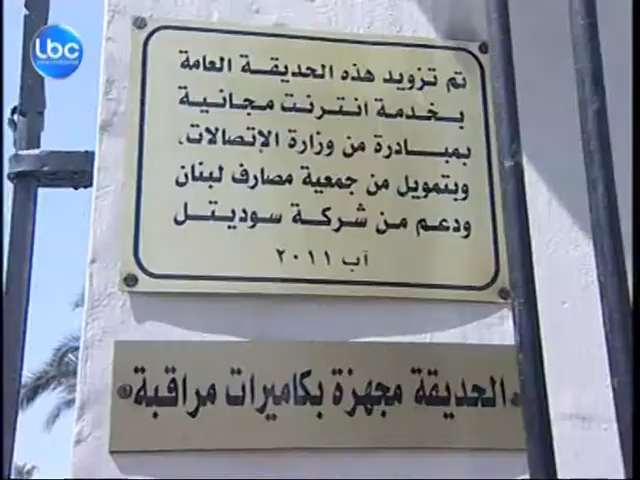 LBC
international
تم تزويد هذه الحديقة العامة
بخدمة انترنت مجانية
بمبادرة من وزارة الإتصالات،
وبتمويل من جمعية مصارف لبنان
ودعم من شركة سوديتل
آب ٢٠١١
«الحديقة مجهزة بكاميرات مراقبة»